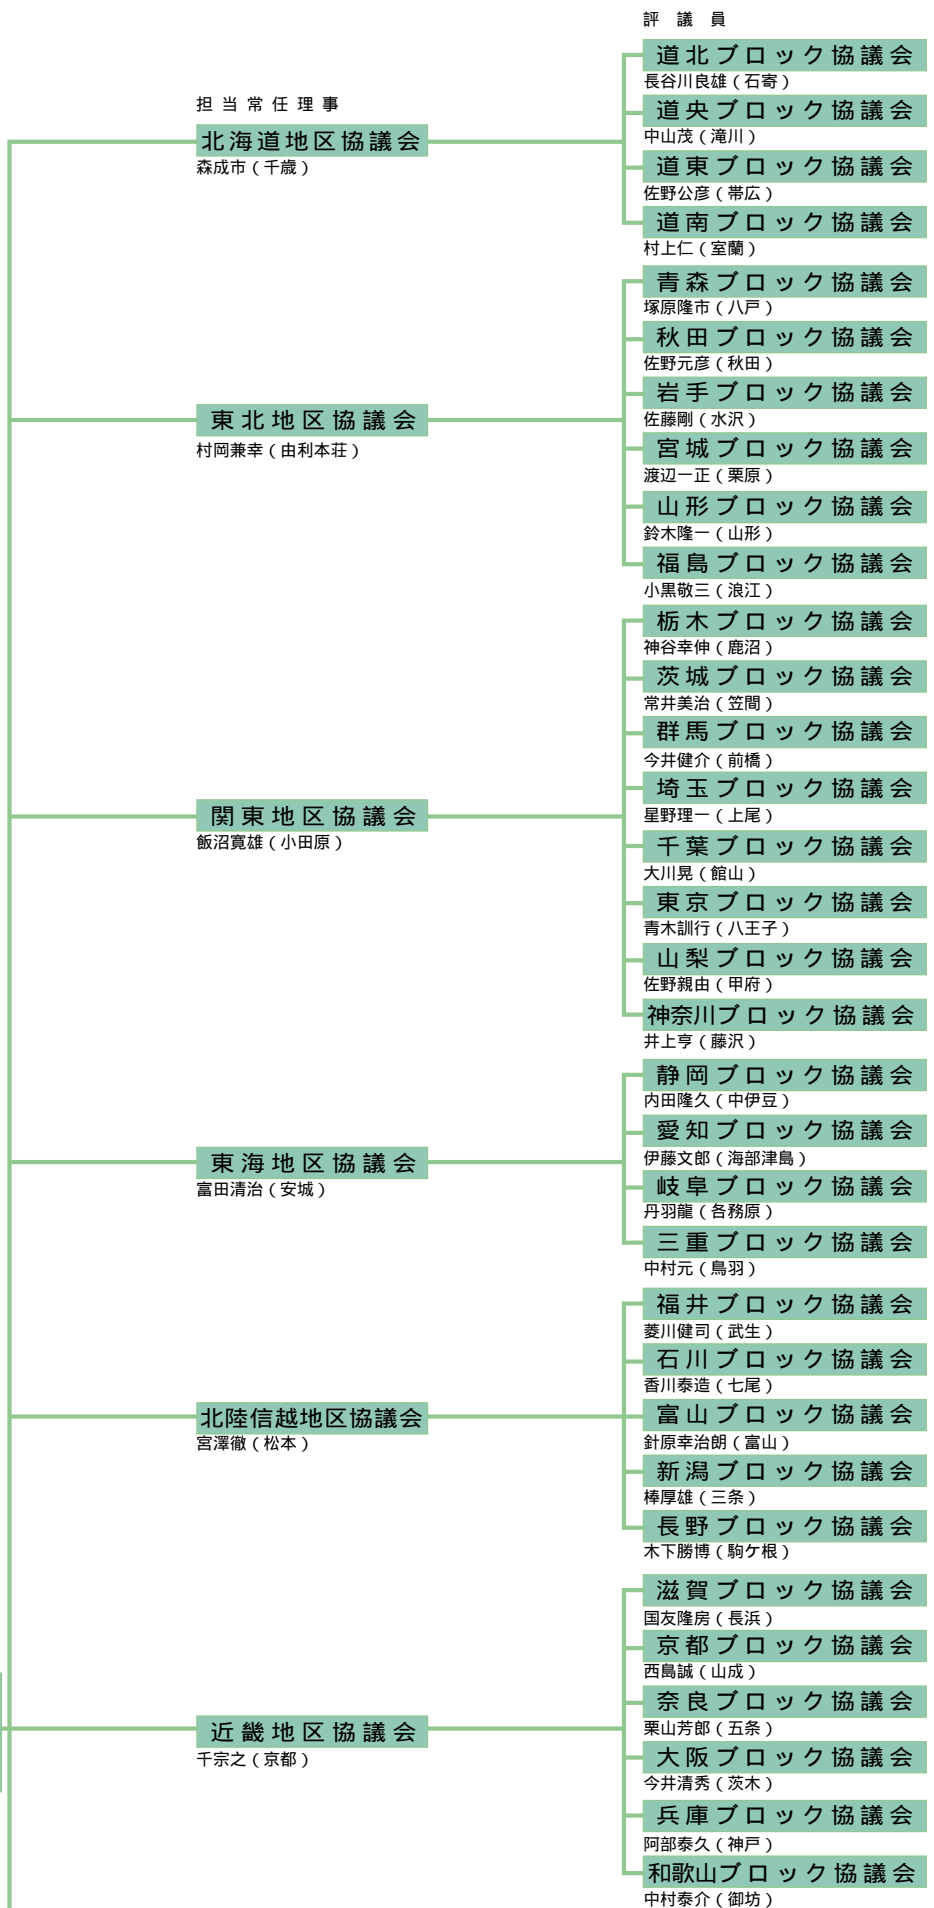 評議員
道北ブロック協議会
長谷川良雄（石寄）
担当常任理事
道央ブロック協議会
北海道地区協議会
中山茂（滝川）
森成市（千歳）
道東ブロック協議会
佐野公彦（帯広）
道南ブロック協議会
村上仁（室蘭）
青森ブロック協議会
塚原隆市（八戸）
秋田ブロック協議会
佐野元彦（秋田）
岩手ブロック協議会
東北地区協議会
佐藤剛（水沢）
村岡兼幸（由利本荘）
宮城ブロック協議会
渡辺一正（栗原）
山形ブロック協議会
鈴木隆一（山形）
福島ブロック協議会
小黒敬三（浪江）
栃木ブロック協議会
神谷幸伸（鹿沼）
茨城ブロック協議会
常井美治（笠間）
群馬ブロック協議会
今井健介（前橋）
埼玉ブロック協議会
関東地区協議会
星野理一（上尾）
飯沼寛雄（小田原）
千葉ブロック協議会
大川晃（館山）
東京ブロック協議会
青木訓行（八王子）
山梨ブロック協議会
佐野親由（甲府）
神奈川ブロック協議会
井上亨（藤沢）
静岡ブロック協議会
内田隆久（中伊豆）
愛知ブロック協議会
東海地区協議会
伊藤文郎（海部津島）
富田清治（安城）
岐阜ブロック協議会
丹羽龍（各務原）
三重ブロック協議会
中村元（鳥羽）
福井ブロック協議会
菱川健司（武生）
石川ブロック協議会
香川泰造（七尾）
北陸信越地区協議会
富山ブロック協議会
宮澤徹（松本）
針原幸治朗（富山）
新潟ブロック協議会
棒厚雄（三条）
長野ブロック協議会
木下勝博（駒ケ根）
滋賀ブロック協議会
国友隆房（長浜）
京都ブロック協議会
西島誠（山成）
奈良ブロック協議会
近畿地区協議会
栗山芳郎（五条）
千宗之（京都）
大阪ブロック協議会
今井清秀（茨木）
兵庫ブロック協議会
阿部泰久（神戸）
和歌山ブロック協議会
中村泰介（御坊）